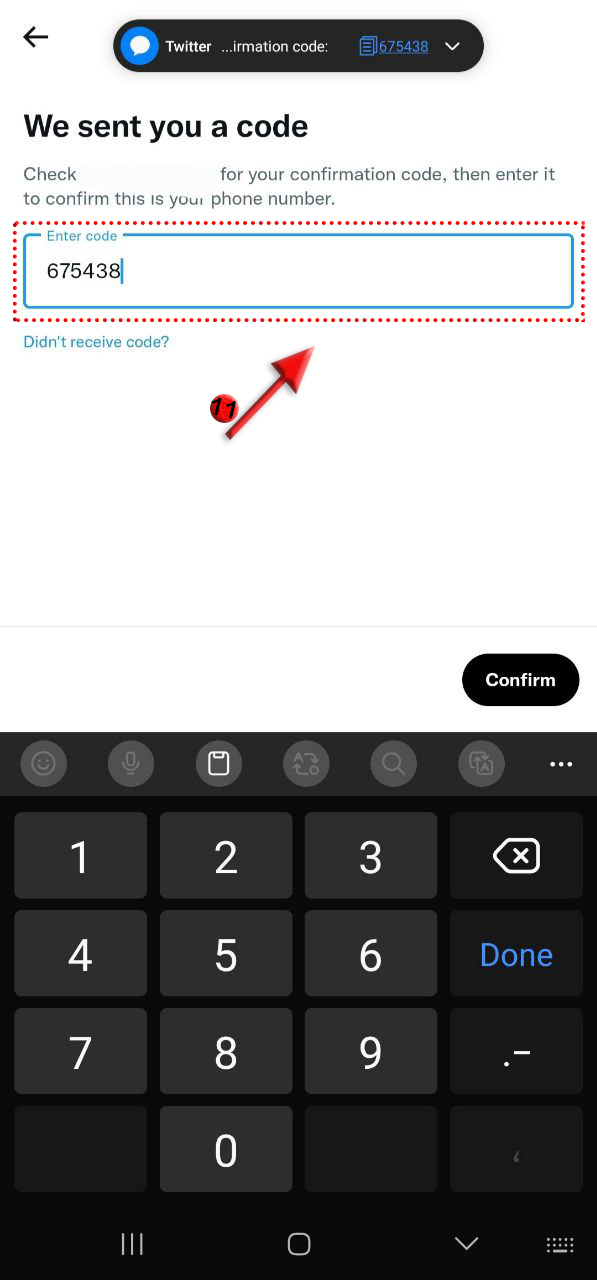 Twitter ...irmation code: 675438
We sent you a code
Check for your confirmation code, then enter it
to confirm this is your phone number.
Enter code
675438
Didn't receive code?
11
Confirm
1 2 3
4 5 6 Done
7 8 9 .-
0 ،